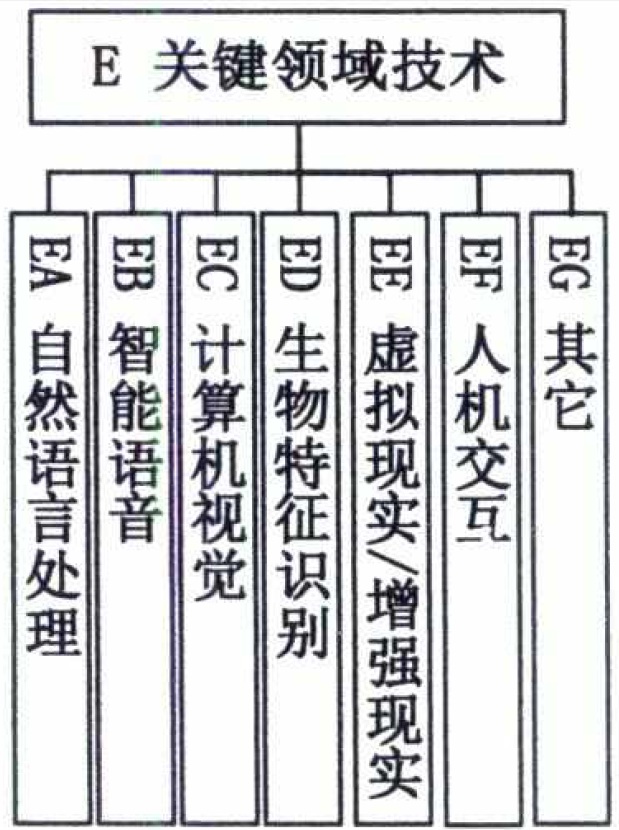 E 关键领域技术
EA 自然语言处理
EB 智能语音
EC 计算机视觉
ED 生物特征识别
EE 虚拟现实/增强现实
EF 人机交互
EG 其它